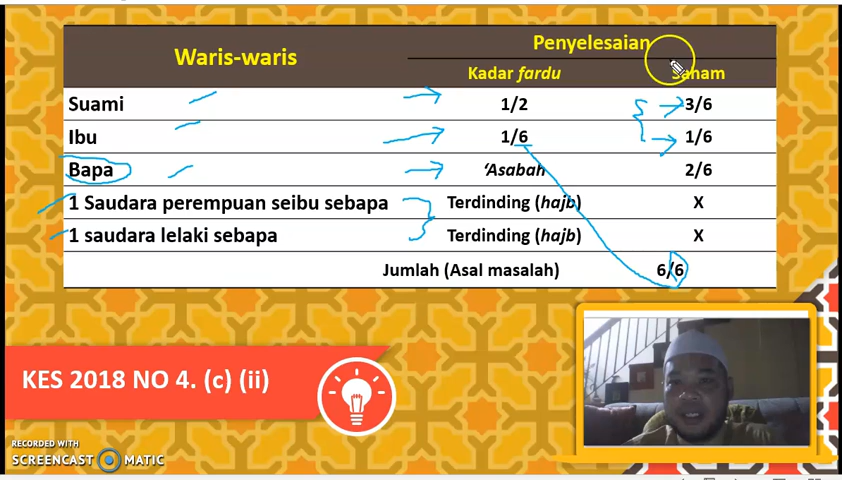 Waris-waris Penyelesaian
Kadar fardu Saham
Suami 1/2 3/6
Ibu 1/6 1/6
Bapa ‘Asabah 2/6
1 Saudara perempuan seibu sebapa Terdinding (hajb) X
1 saudara lelaki sebapa Terdinding (hajb) X
Jumlah (Asal masalah) 6/6
KES 2018 NO 4. (c) (ii)
RECORDED WITH
SCREENCAST MATIC